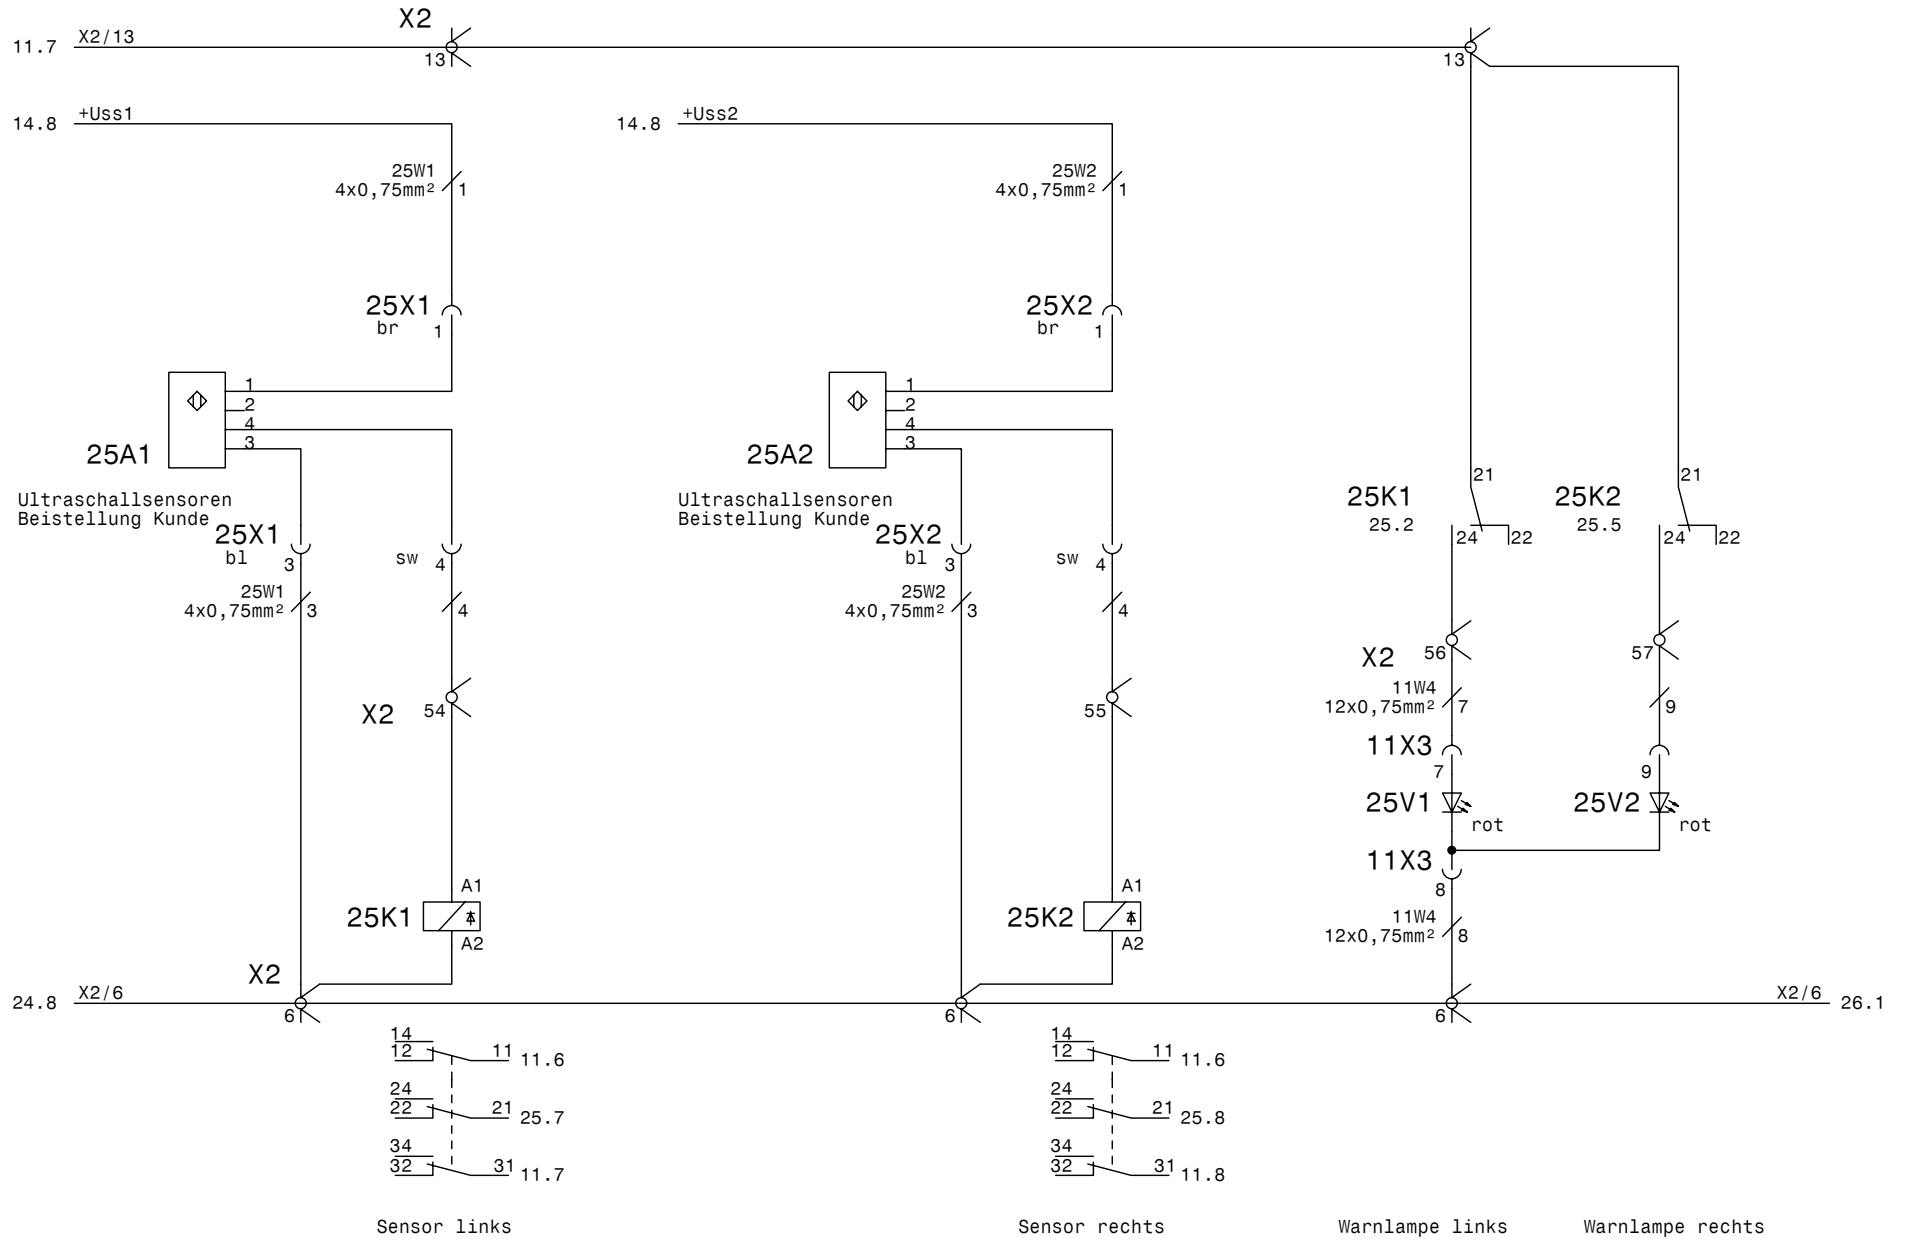 X2
11.7 X2/13
13
13
14.8 +Uss1
14.8 +Uss2
25W1
4x0,75mm² 1
25W2
4x0,75mm² 1
25X1
br 1
25X2
br 1
1
2
4
3
25A1
1
2
4
3
25A2
Ultraschallsensoren
Beistellung Kunde
Ultraschallsensoren
Beistellung Kunde
25X1
bl 3
sw 4
25X2
bl 3
sw 4
25W1
4x0,75mm² 3
4
25W2
4x0,75mm² 3
4
21
25K1
25.2
24 22
21
25K2
25.5
24 22
X2 54
55
X2 56
57
11W4
12x0,75mm² 7
9
11X3
7
9
25V1
rot
25V2
rot
11X3
8
11W4
12x0,75mm² 8
A1
25K1
A2
A1
25K2
A2
X2
24.8 X2/6
6
6
6
X2/6 26.1
14
12 11 11.6
24
22 21 25.7
34
32 31 11.7
14
12 11 11.6
24
22 21 25.8
34
32 31 11.8
Sensor links
Sensor rechts
Warnlampe links
Warnlampe rechts